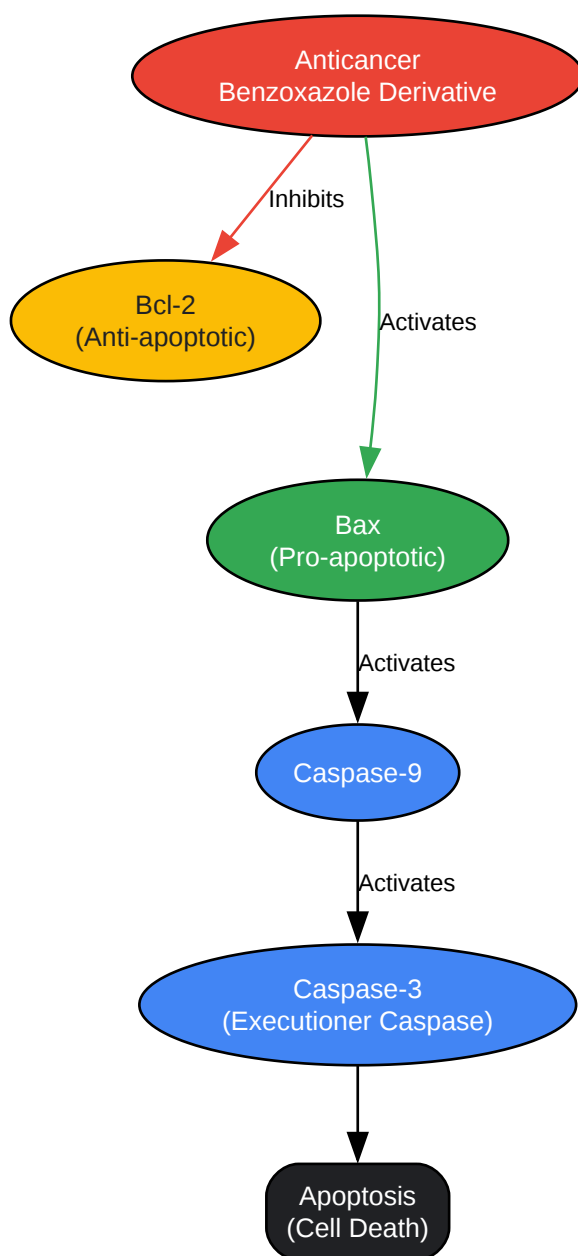 Anticancer
Benzoxazole Derivative
Inhibits
Bcl-2
(Anti-apoptotic)
Activates
Bax
(Pro-apoptotic)
Activates
Caspase-9
Activates
Caspase-3
(Executioner Caspase)
Apoptosis
(Cell Death)